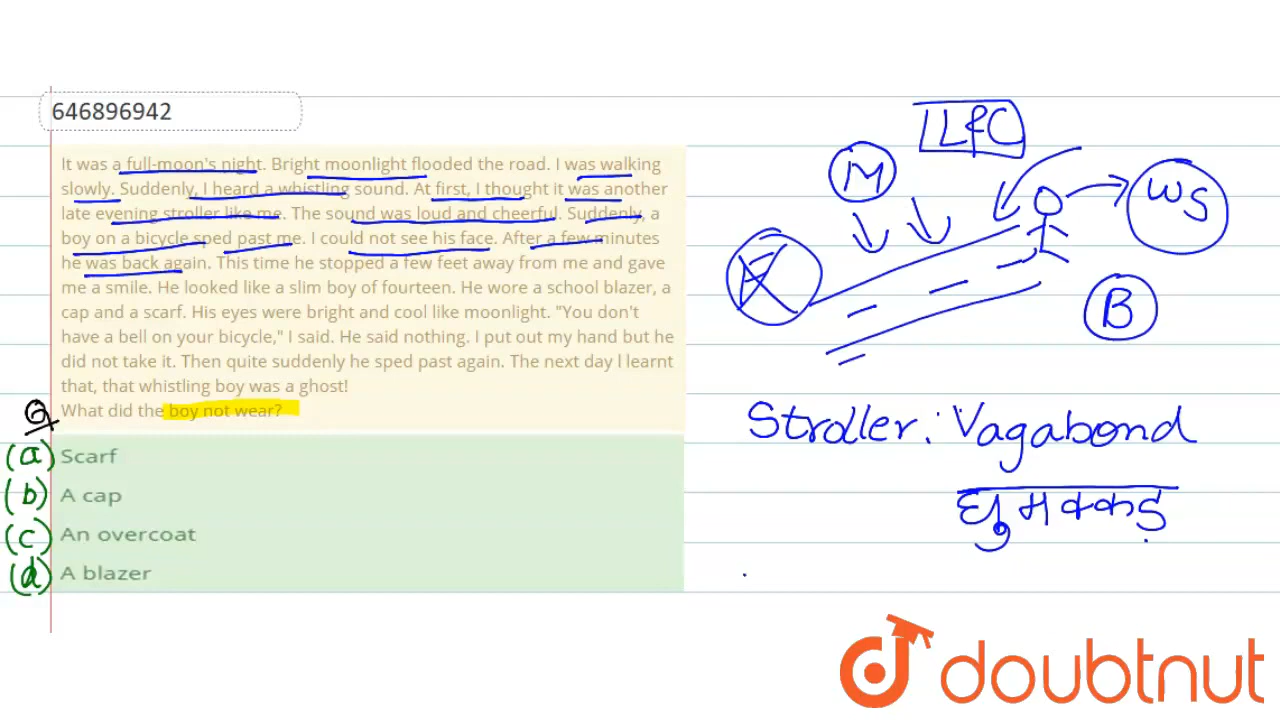 646896942
It was a full-moon's night. Bright moonlight flooded the road. I was walking
slowly. Suddenly, I heard a whistling sound. At first, I thought it was another
late evening stroller like me. The sound was loud and cheerful. Suddenly, a
boy on a bicycle sped past me. I could not see his face. After a few minutes
he was back again. This time he stopped a few feet away from me and gave
me a smile. He looked like a slim boy of fourteen. He wore a school blazer, a
cap and a scarf. His eyes were bright and cool like moonlight. "You don't
have a bell on your bicycle," I said. He said nothing. I put out my hand but he
did not take it. Then quite suddenly he sped past again. The next day I learnt
that, that whistling boy was a ghost!
Q What did the boy not wear?
(a) Scarf
(b) A cap
(c) An overcoat
(d) A blazer
M
WS
B
Stroller: Vagabond
घुमक्कड़
doubtnut